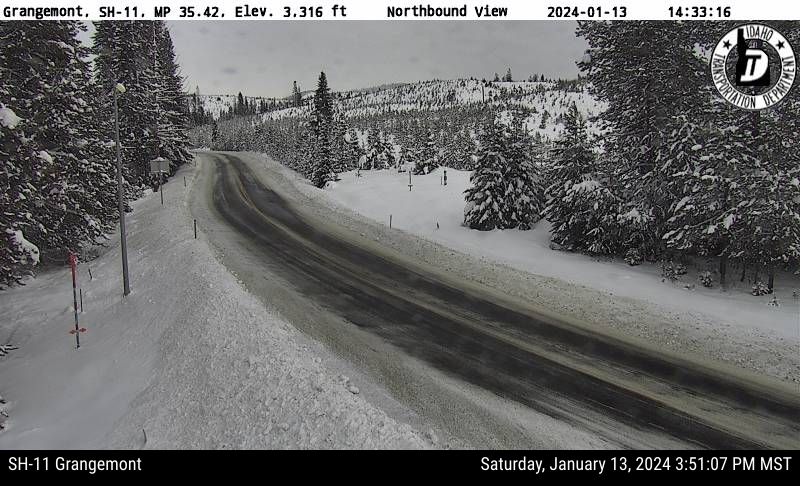 Grangemont, SH-11, MP 35.42, Elev. 3,316 ft Northbound View 2024-01-13 14:33:16
IDAHO
TRANSPORTATION DEPARTMENT
SH-11 Grangemont Saturday, January 13, 2024 3:51:07 PM MST